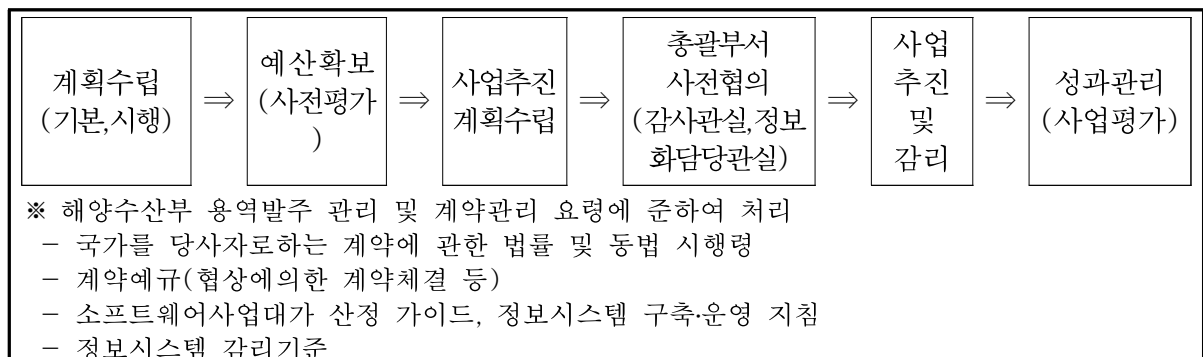 계획수립
(기본,시행)
⇒
예산확보
(사전평가
)
⇒
사업추진
계획수립
⇒
총괄부서
사전협의
(감사관실,정보
화담당관실)
⇒
사업
추진
및
감리
⇒
성과관리
(사업평가)
※ 해양수산부 용역발주 관리 및 계약관리 요령에 준하여 처리
- 국가를 당사자로하는 계약에 관한 법률 및 동법 시행령
- 계약예규(협상에의한 계약체결 등)
- 소프트웨어사업대가 산정 가이드, 정보시스템 구축·운영 지침
- 정보시스템 감리기준